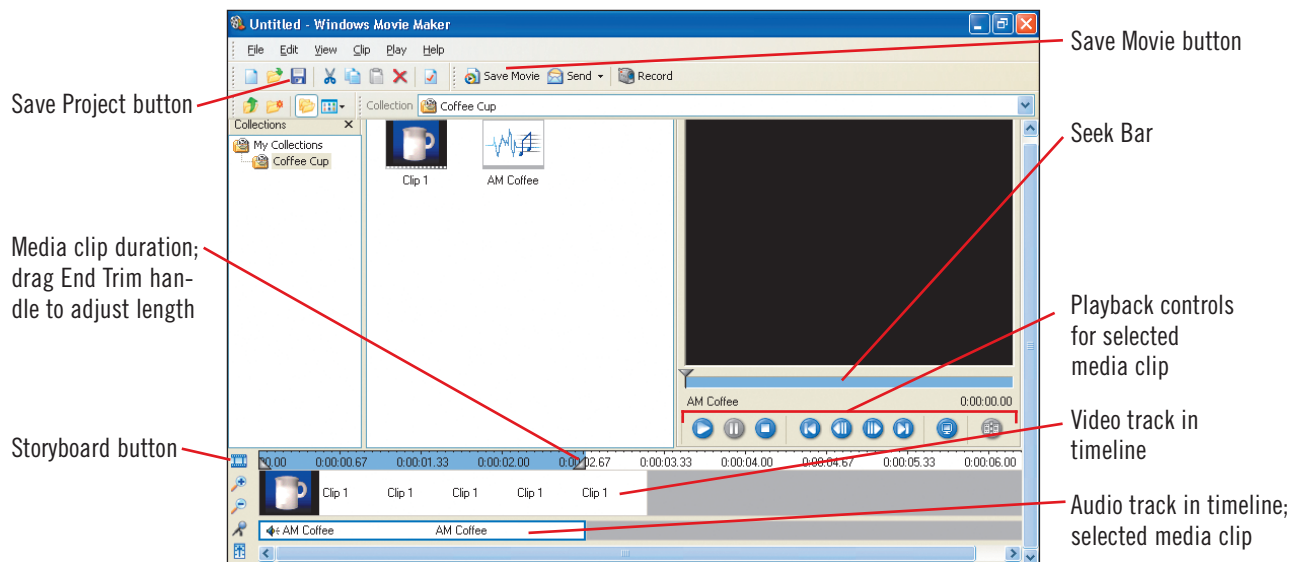 Untitled - Windows Movie Maker
File Edit View Clip Play Help
Save Movie Send Record
Collection Coffee Cup
Collections X
My Collections
Coffee Cup
Clip 1
AM Coffee
AM Coffee 0:00:00.00
0.00 0:00:00.67 0:00:01.33 0:00:02.00 0:00:02.67 0:00:03.33 0:00:04.00 0:00:04.67 0:00:05.33 0:00:06.00
Clip 1 Clip 1 Clip 1 Clip 1 Clip 1
AM Coffee AM Coffee
Save Project button
Media clip duration;
drag End Trim han-
dle to adjust length
Storyboard button
Save Movie button
Seek Bar
Playback controls
for selected
media clip
Video track in
timeline
Audio track in timeline;
selected media clip